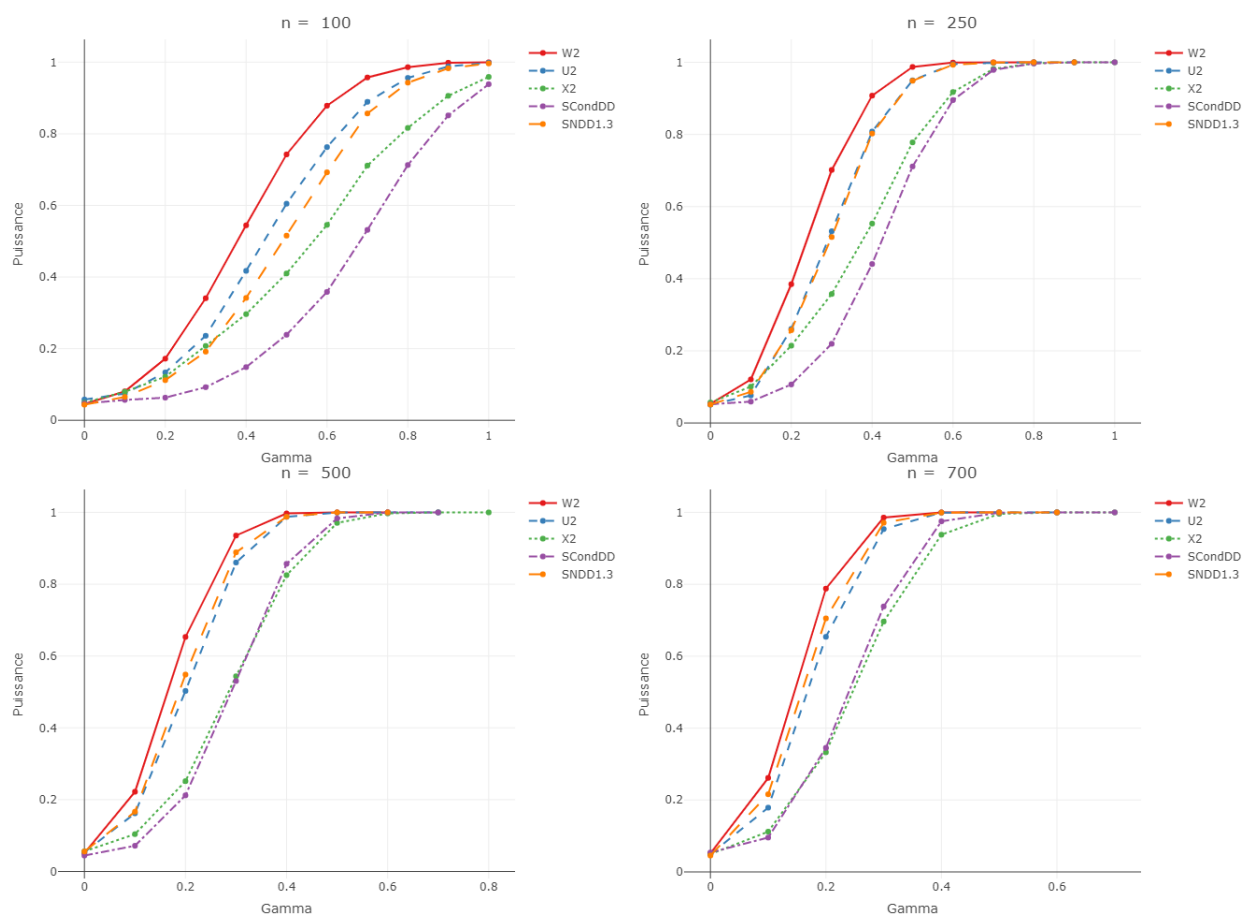 n = 100
W2
U2
X2
SCondDD
SNDD1.3
Puissance
1
0.8
0.6
0.4
0.2
0
0 0.2 0.4 0.6 0.8 1
Gamma
n = 250
W2
U2
X2
SCondDD
SNDD1.3
Puissance
1
0.8
0.6
0.4
0.2
0
0 0.2 0.4 0.6 0.8 1
Gamma
n = 500
W2
U2
X2
SCondDD
SNDD1.3
Puissance
1
0.8
0.6
0.4
0.2
0
0 0.2 0.4 0.6 0.8
Gamma
n = 700
W2
U2
X2
SCondDD
SNDD1.3
Puissance
1
0.8
0.6
0.4
0.2
0
0 0.2 0.4 0.6
Gamma